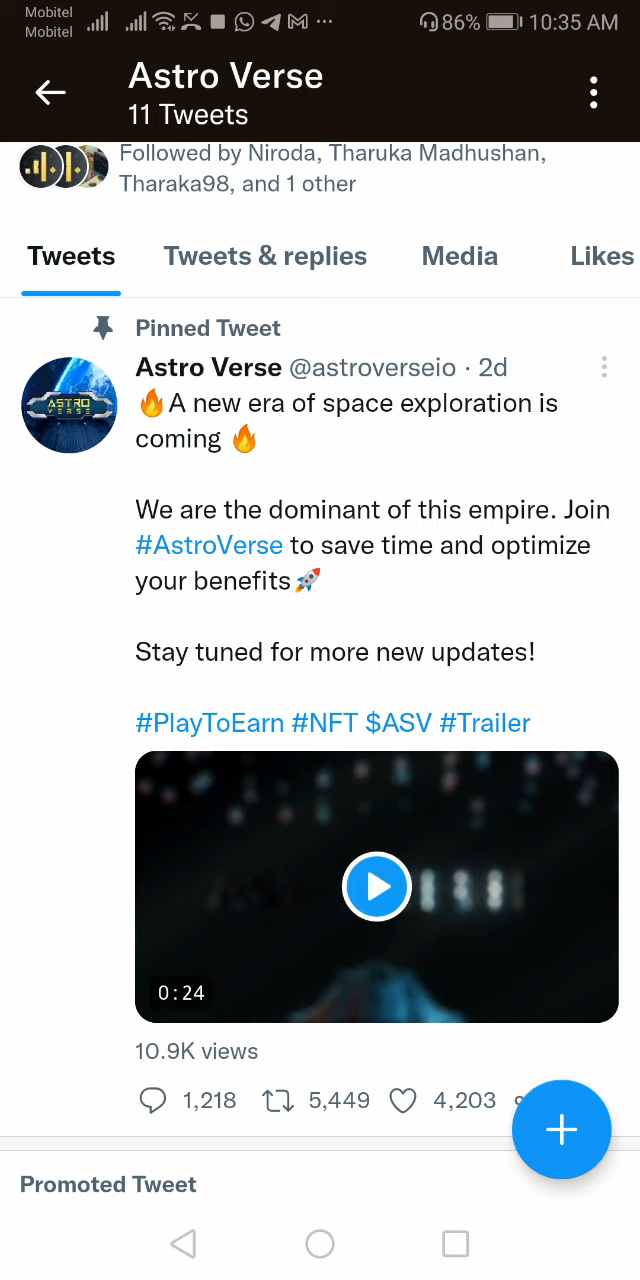 Mobitel
Mobitel
86% 10:35 AM
Astro Verse
11 Tweets
Followed by Niroda, Tharuka Madhushan,
Tharaka98, and 1 other
Tweets Tweets & replies Media Likes
Pinned Tweet
Astro Verse @astroverseio · 2d
🔥A new era of space exploration is
coming 🔥
We are the dominant of this empire. Join
#AstroVerse to save time and optimize
your benefits🚀
Stay tuned for more new updates!
#PlayToEarn #NFT $ASV #Trailer
ASTRO
VERSE
0:24
10.9K views
1,218 5,449 4,203
Promoted Tweet